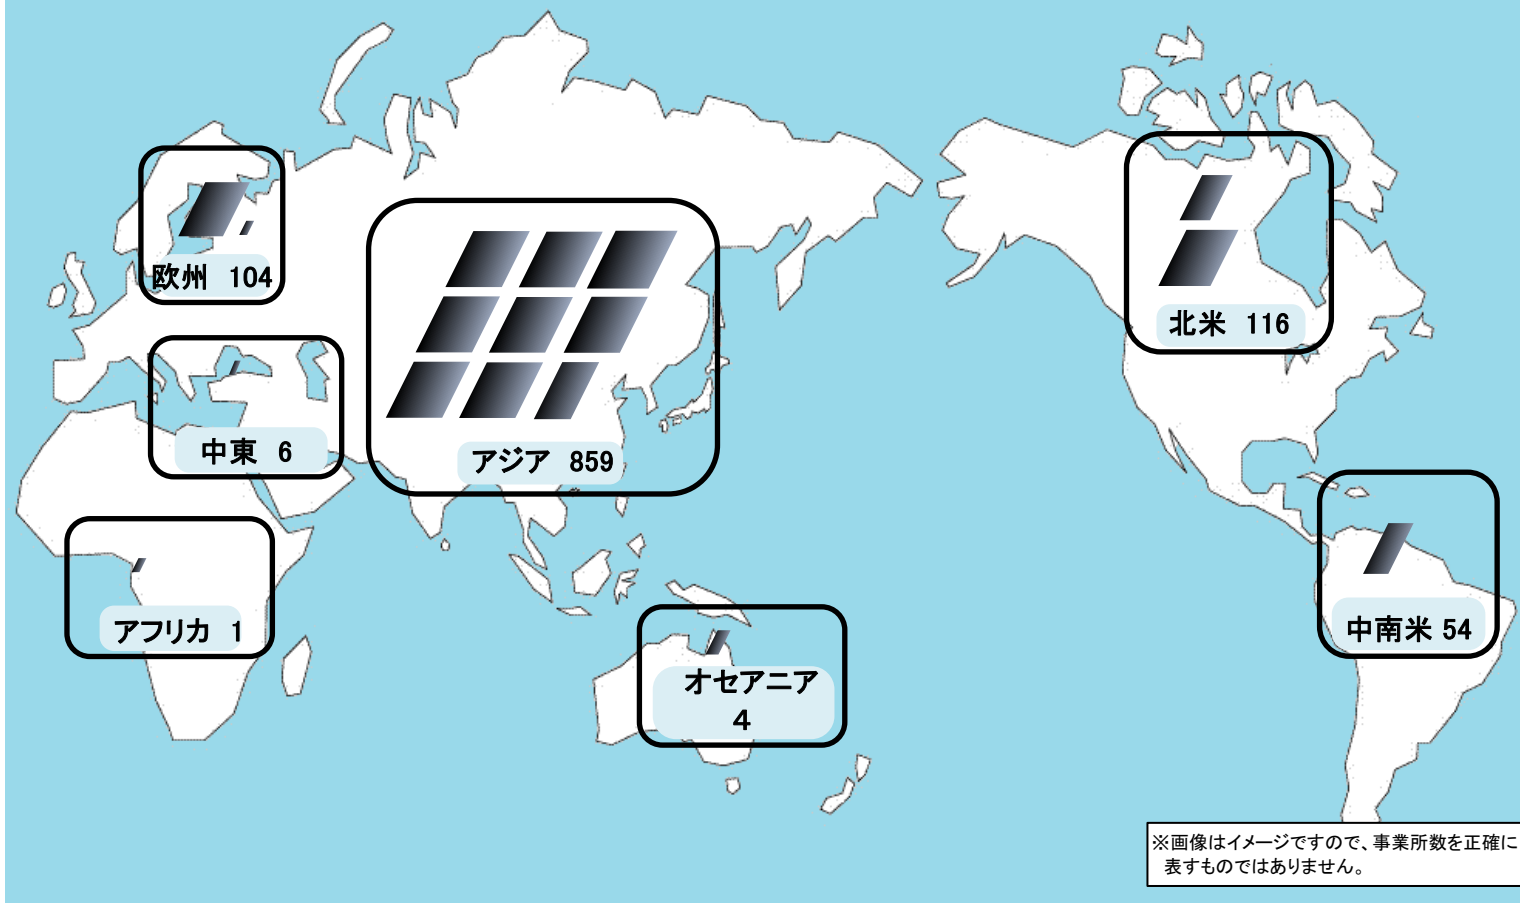 欧州 104
北米 116
中東 6
アジア 859
アフリカ 1
中南米 54
オセアニア
4
※画像はイメージですので、事業所数を正確に
表すものではありません。